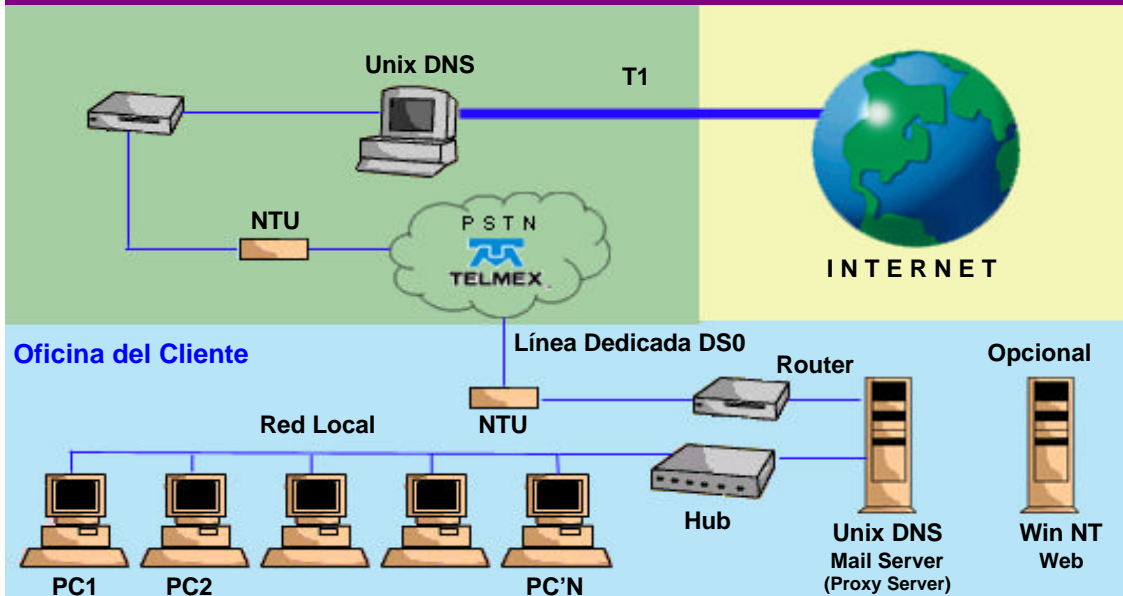 Unix DNS
T1
NTU
P S T N
TELMEX
I N T E R N E T
Oficina del Cliente
Línea Dedicada DS0
Router
Opcional
Red Local
NTU
Hub
Unix DNS
Mail Server
(Proxy Server)
Win NT
Web
PC1
PC2
PC’N